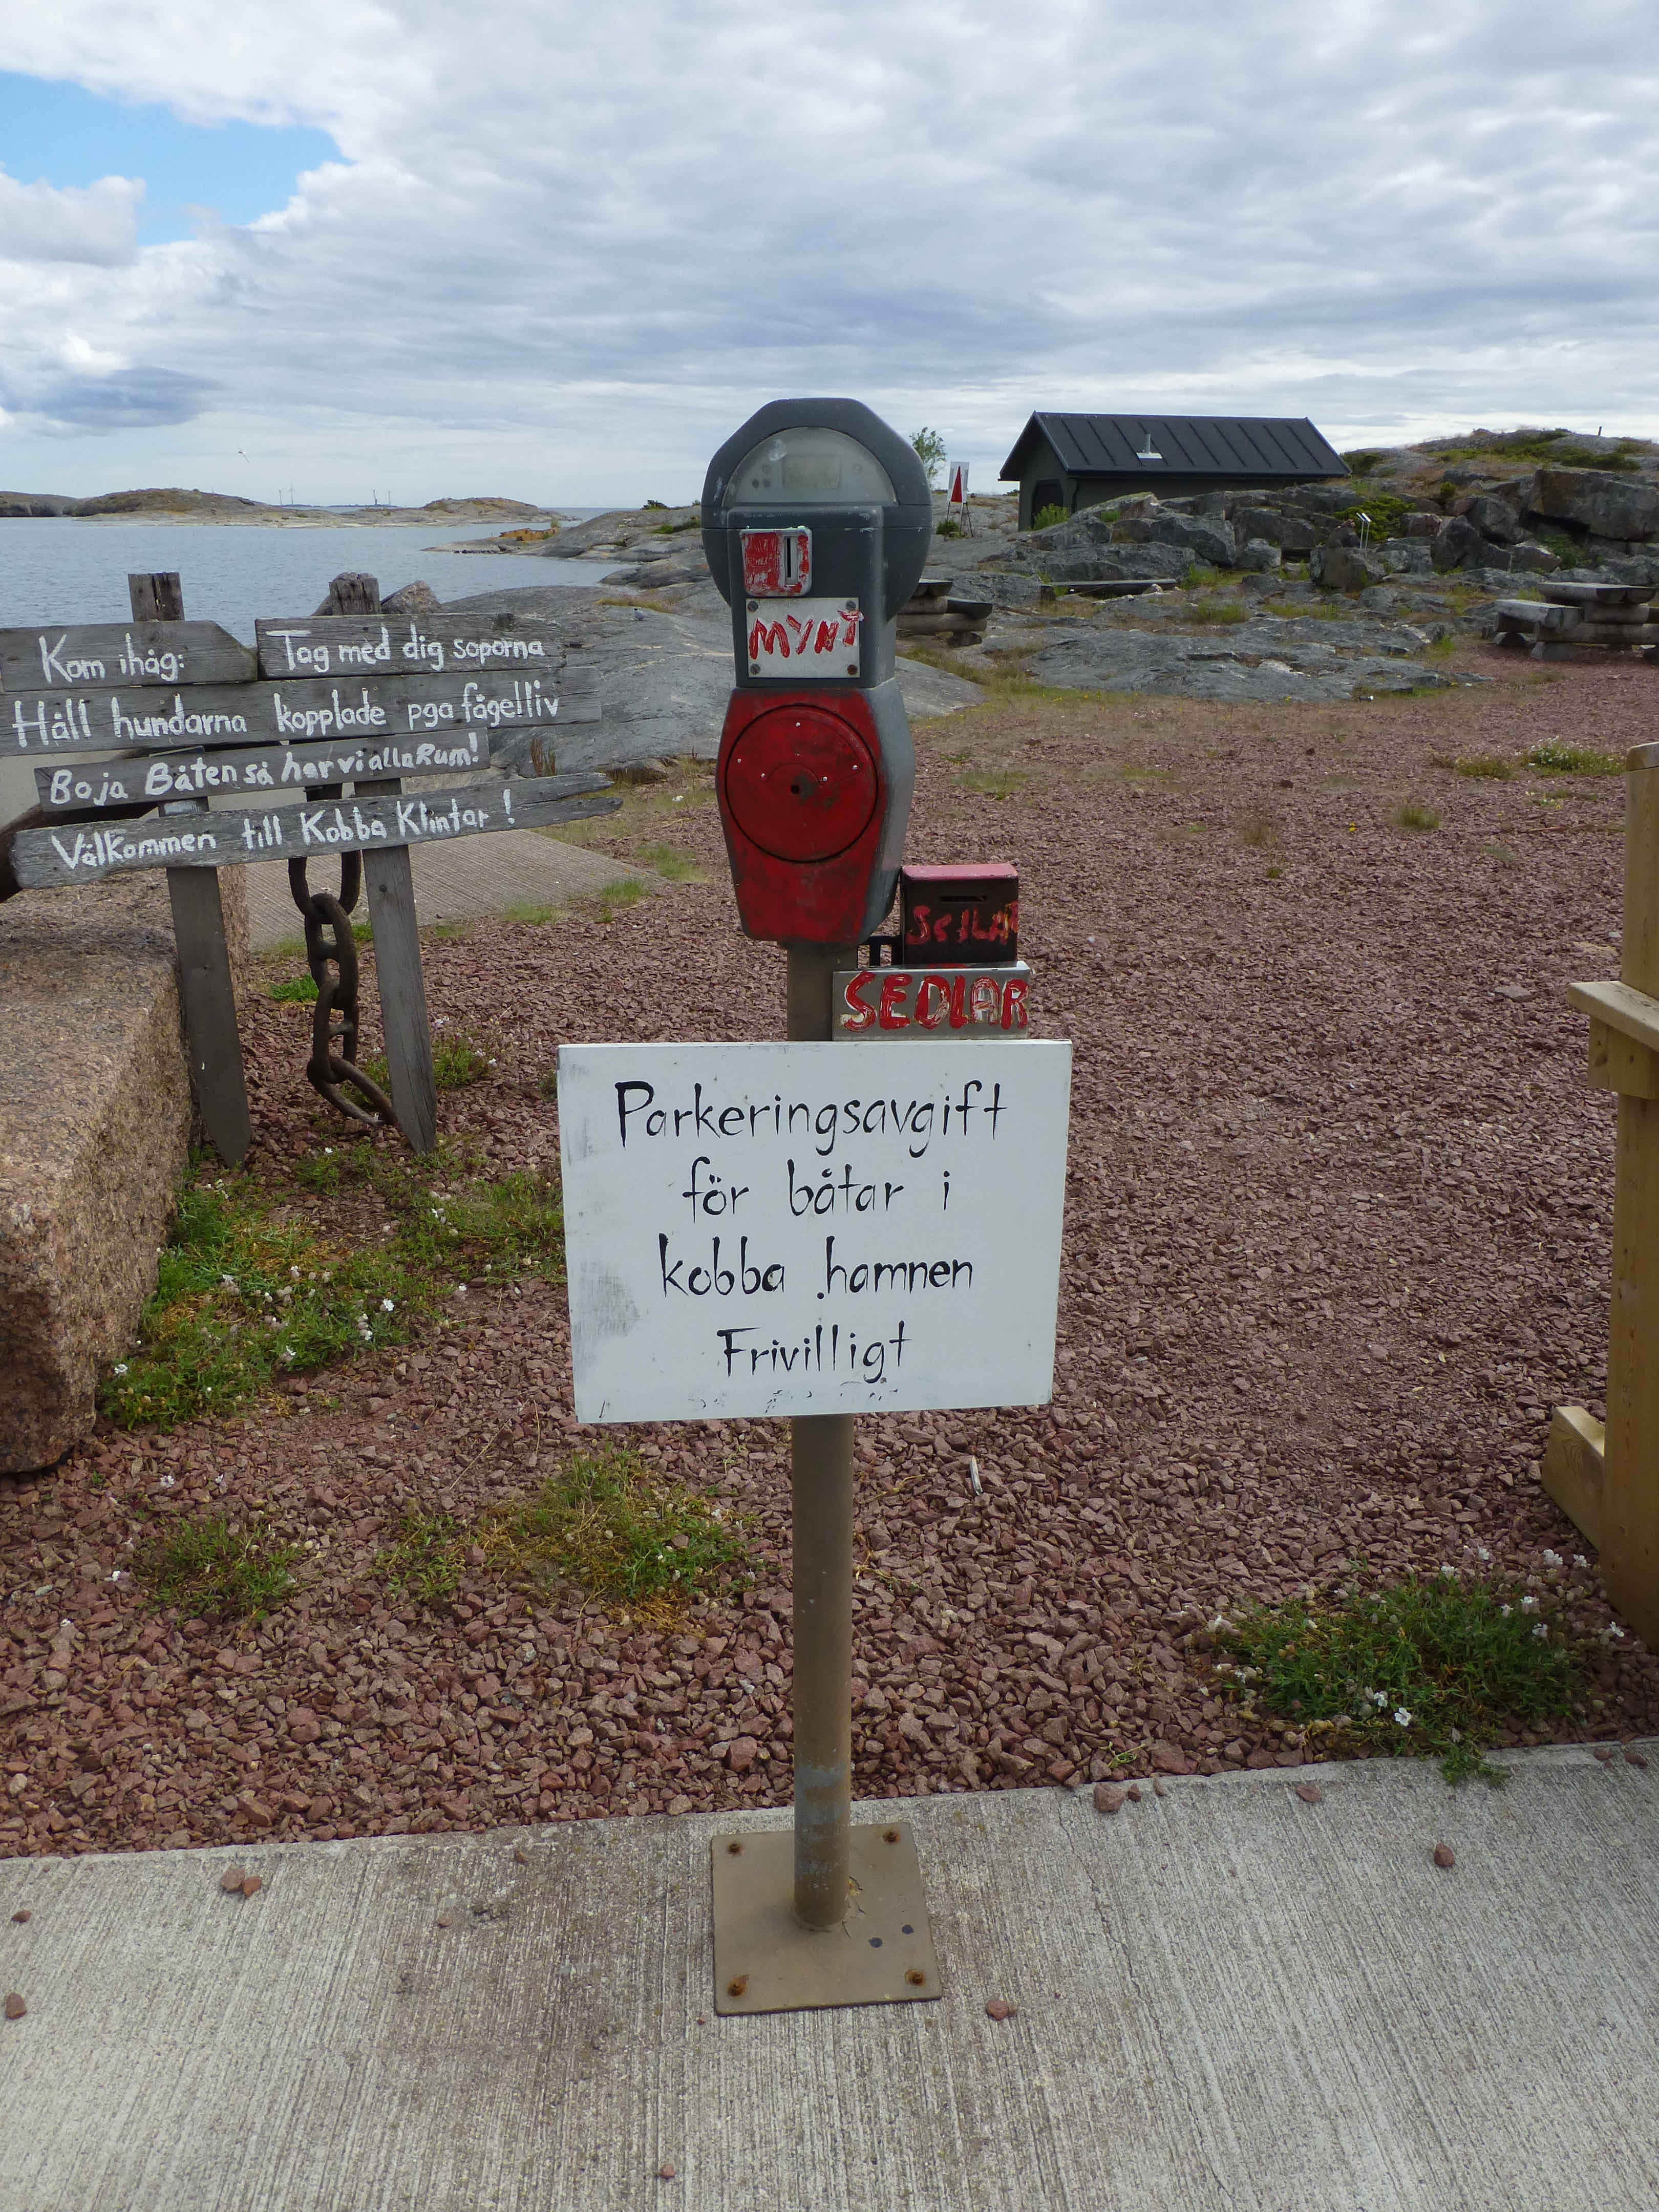 Kom ihåg:
Tag med dig soporna
Håll hundarna kopplade pga fågelliv
Boja Båten så har vi alla Rum!
Välkommen till Kobba Klintar!
MYNT
SEDLAR
SEDLAR
Parkeringsavgift
för båtar i
kobba hamnen
Frivilligt